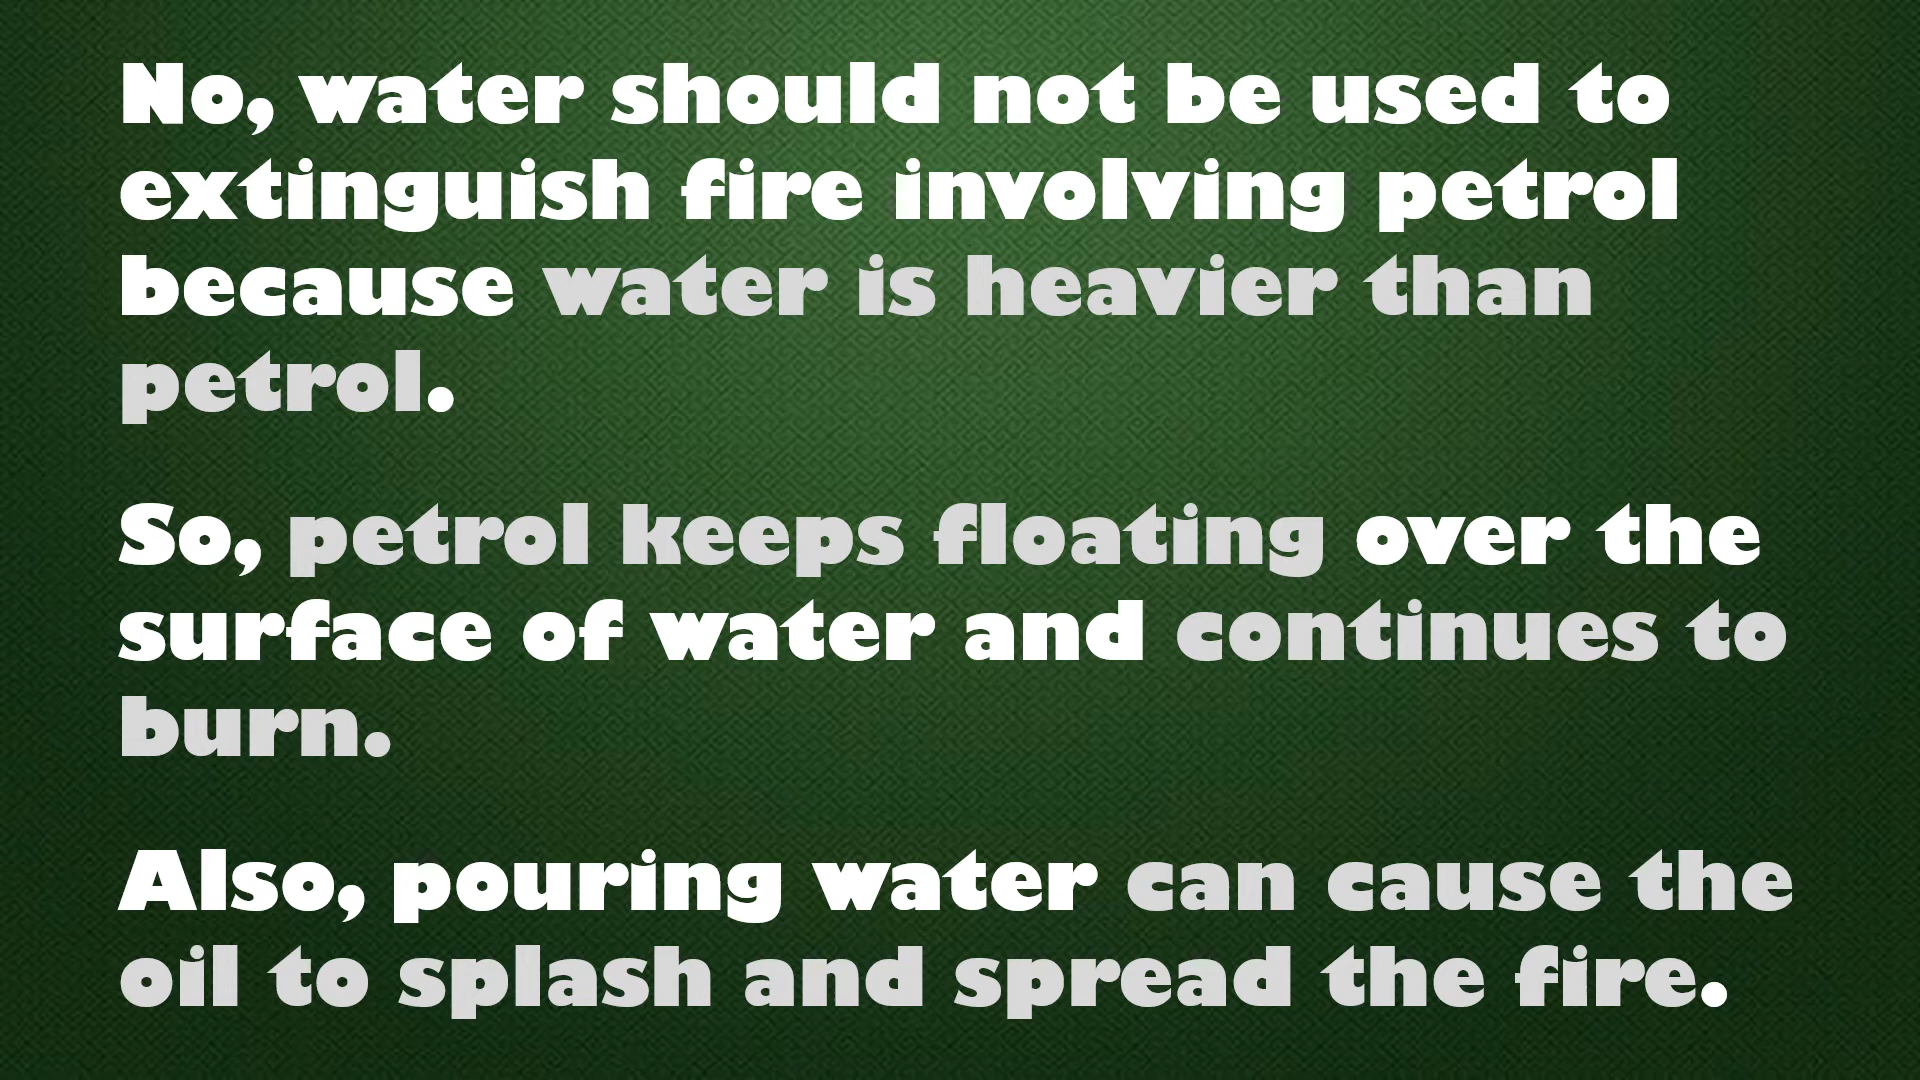 No, water should not be used to
extinguish fire involving petrol
because water is heavier than
petrol.
So, petrol keeps floating over the
surface of water and continues to
burn.
Also, pouring water can cause the
oil to splash and spread the fire.